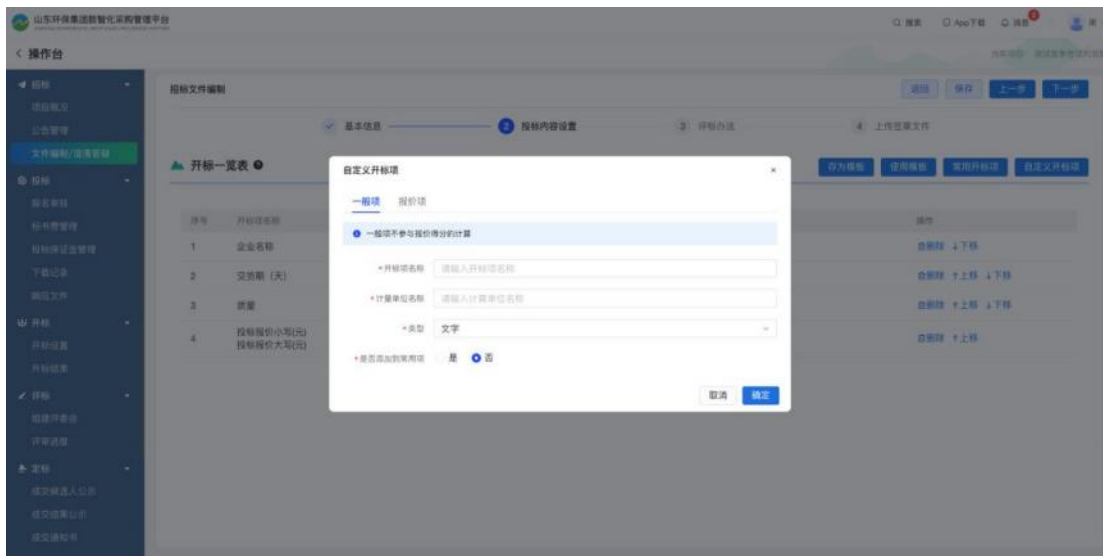 山东环保集团数智化采购管理平台
搜索 App下载 消息
操作台
招标
招标文件编制
返回 保存 上一步 下一步
项目概况
公告管理
基本信息 2 投标内容设置 3 评标办法 4 上传签章文件
文件编制/澄清答疑
开标一览表
存为模板 使用模板 常用开标项 自定义开标项
自定义开标项
投标
一般项 报价项
报名审核
标书费管理
序号 开标项名称 操作
一般项不参与报价得分的计算
投标保证金管理
1 企业名称 删除 下移
*开标项名称 请输入开标项名称
下载记录
2 交货期（天） 删除 上移 下移
*计量单位名称 请输入计算单位名称
响应文件
3 质量 删除 上移 下移
*类型 文字
开标
4 投标报价小写(元) 删除 上移
投标报价大写(元)
开标设置
*是否添加到常用项 是 否
开标结果
取消 确定
评标
组建评委会
评审进度
定标
成交候选人公示
成交结果公示
成交通知书